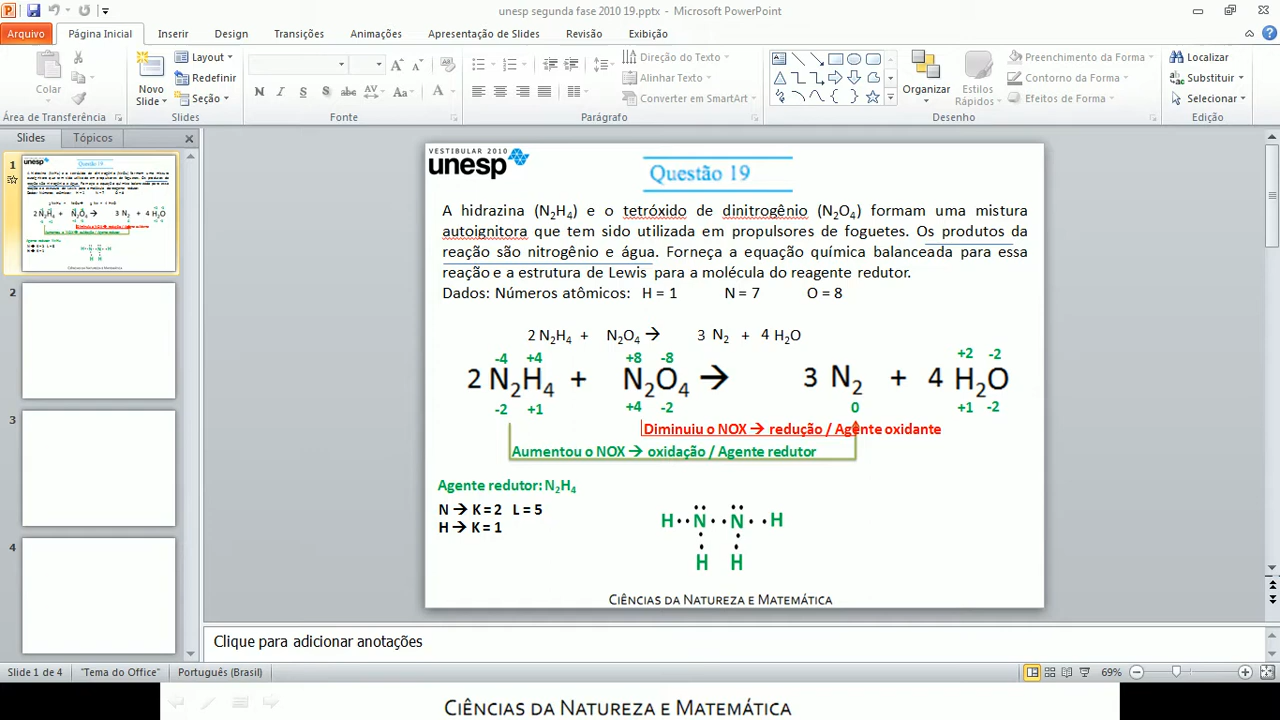 unesp segunda fase 2010 19.pptx - Microsoft PowerPoint
Arquivo Página Inicial Inserir Design Transições Animações Apresentação de Slides Revisão Exibição
Colar
Novo Slide
Layout
Redefinir
Seção
N I S S abc AV Aa A
Direção do Texto
Alinhar Texto
Converter em SmartArt
Organizar
Estilos Rápidos
Preenchimento da Forma
Contorno da Forma
Efeitos de Forma
Localizar
Substituir
Selecionar
Área de Transferência Slides Fonte Parágrafo Desenho Edição
Slides Tópicos
1
2
3
4
VESTIBULAR 2010
unesp
Questão 19
A hidrazina (N₂H₄) e o tetróxido de dinitrogênio (N₂O₄) formam uma mistura
autoignitora que tem sido utilizada em propulsores de foguetes. Os produtos da
reação são nitrogênio e água. Forneça a equação química balanceada para essa
reação e a estrutura de Lewis para a molécula do reagente redutor.
Dados: Números atômicos: H = 1 N = 7 O = 8
2 N₂H₄ + N₂O₄ → 3 N₂ + 4 H₂O
-4 +4 +8 -8 +2 -2
2 N₂H₄ + N₂O₄ → 3 N₂ + 4 H₂O
-2 +1 +4 -2 0 +1 -2
Diminuiu o NOX → redução / Agente oxidante
Aumentou o NOX → oxidação / Agente redutor
Agente redutor: N₂H₄
N → K = 2 L = 5
H → K = 1
H N N H
H H
Ciências da Natureza e Matemática
Clique para adicionar anotações
Slide 1 de 4 "Tema do Office" Português (Brasil) 69%
Ciências da Natureza e Matemática